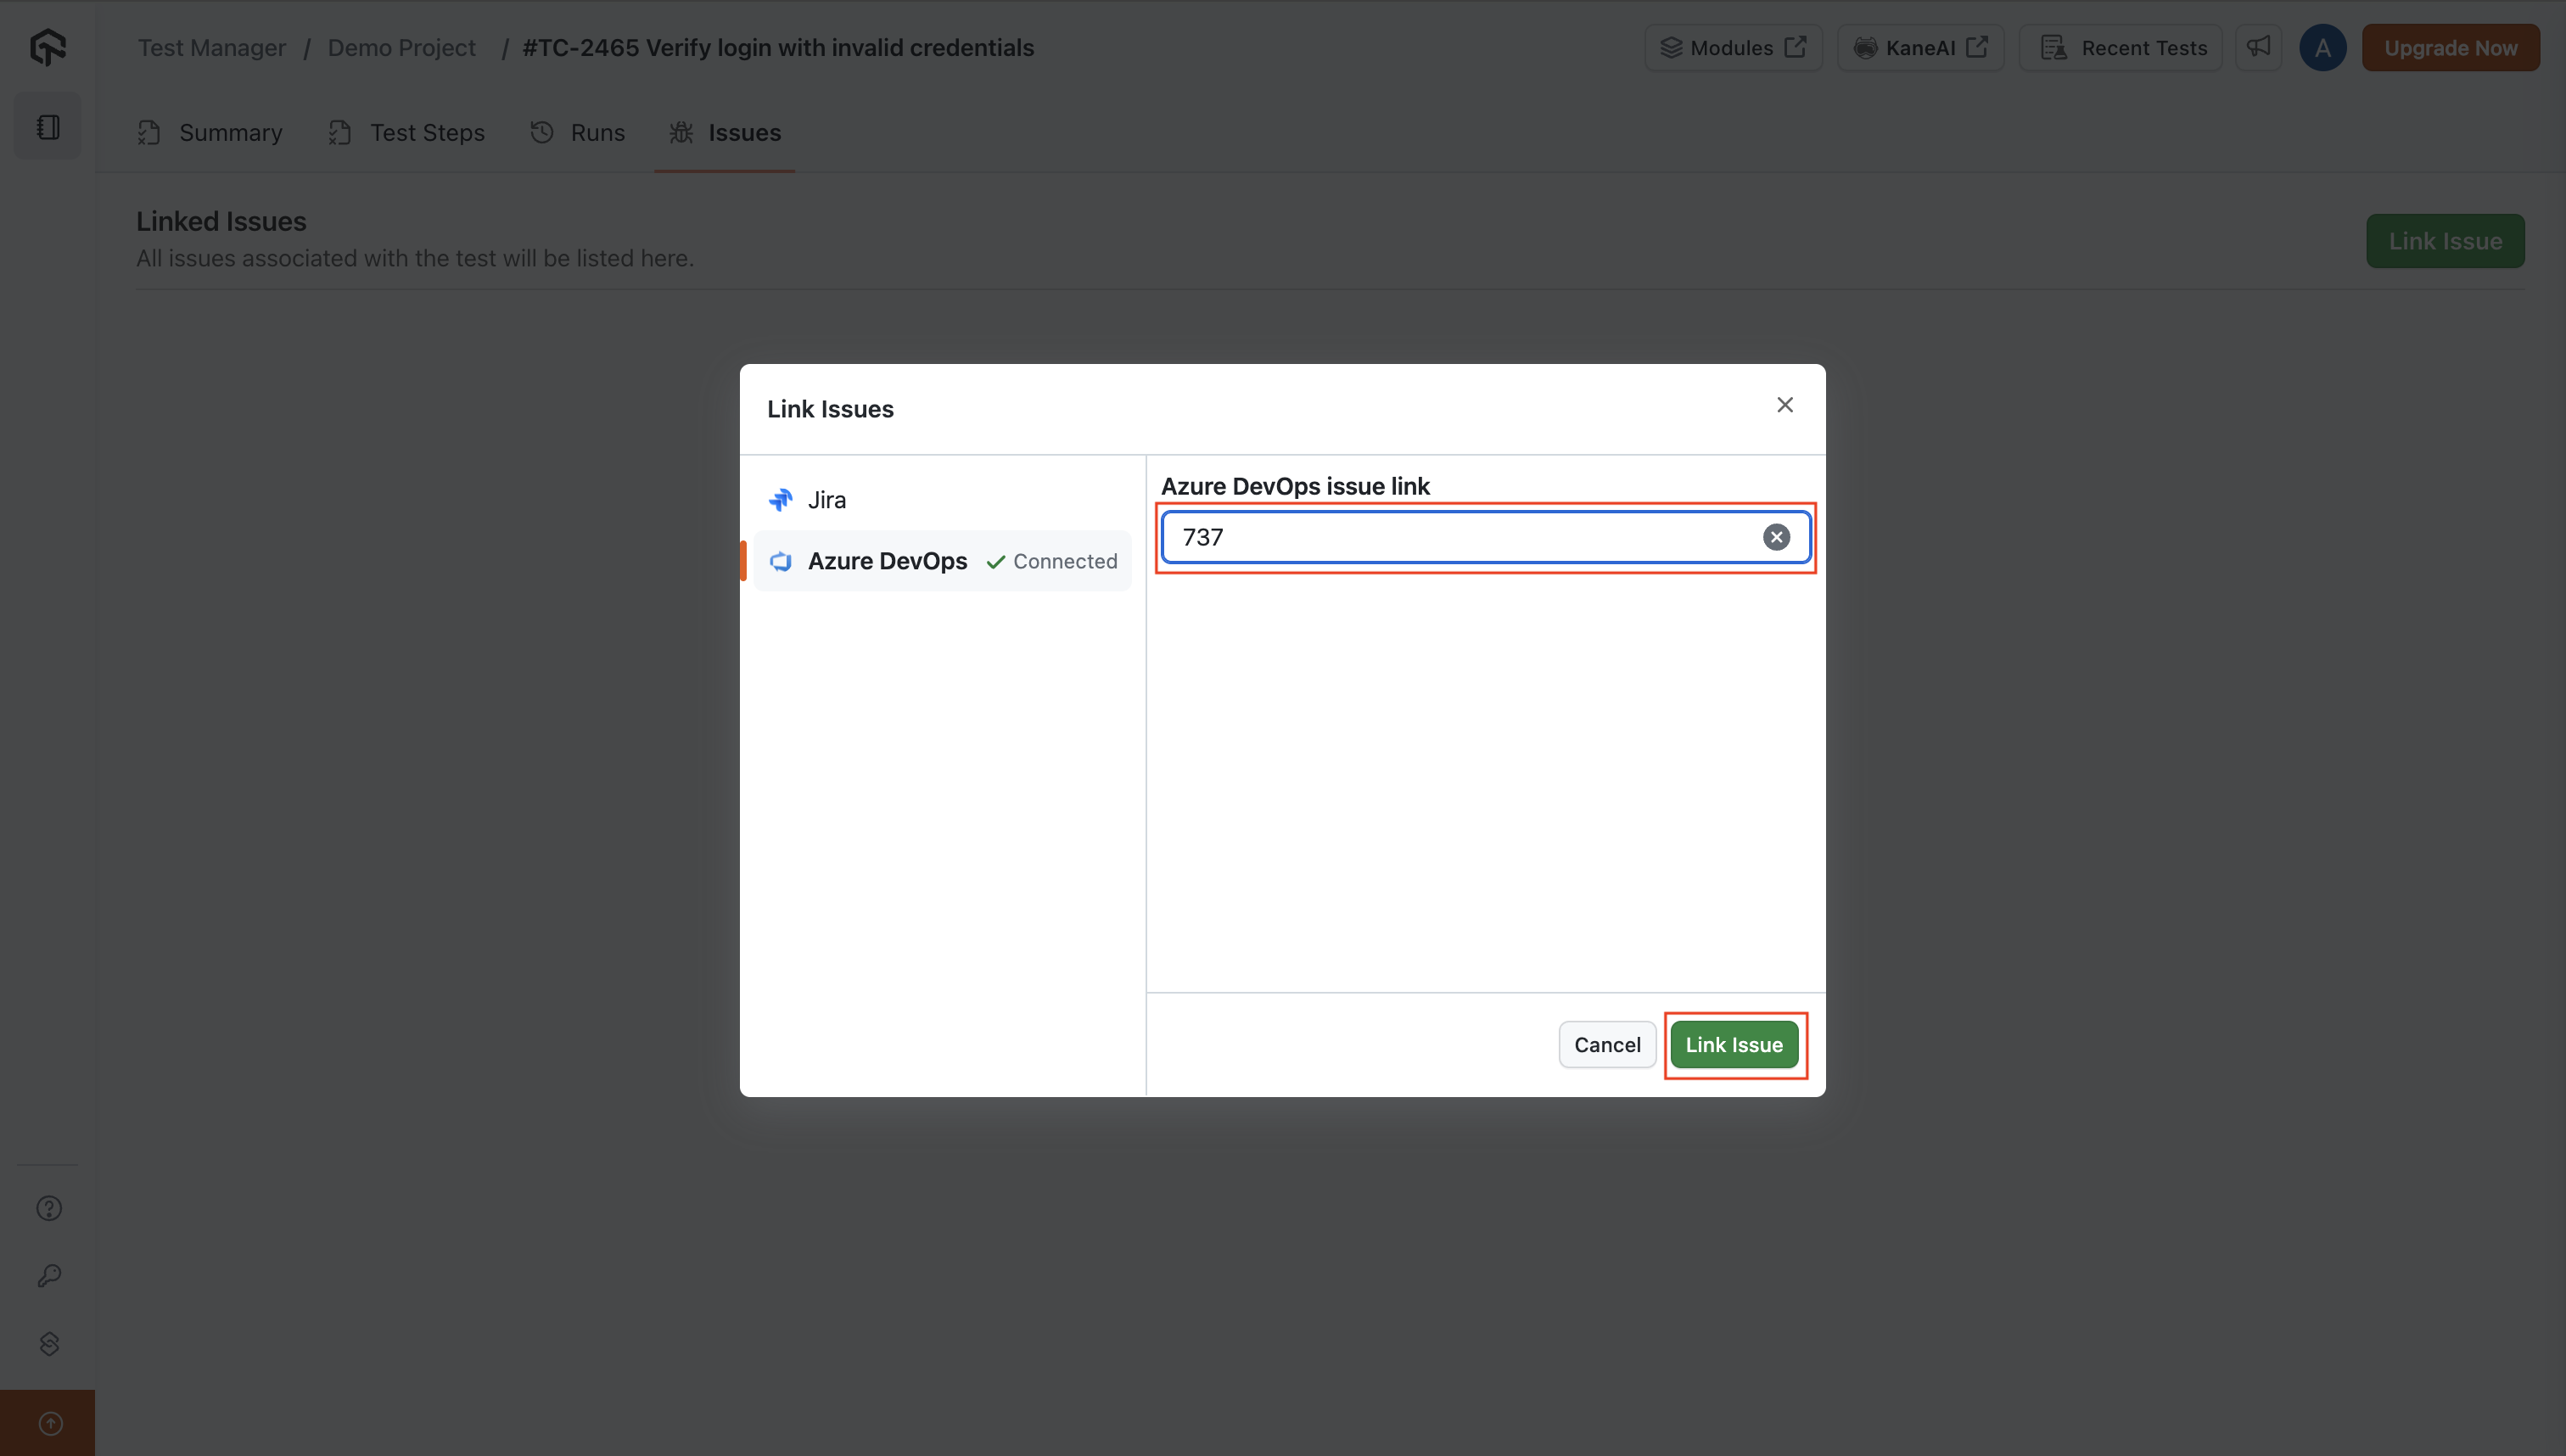 Test Manager / Demo Project / #TC-2465 Verify login with invalid credentials
Modules
KaneAI
Recent Tests
A
Upgrade Now
Summary
Test Steps
Runs
Issues
Linked Issues
All issues associated with the test will be listed here.
Link Issue
Link Issues
Jira
Azure DevOps
Connected
Azure DevOps issue link
737
Cancel
Link Issue